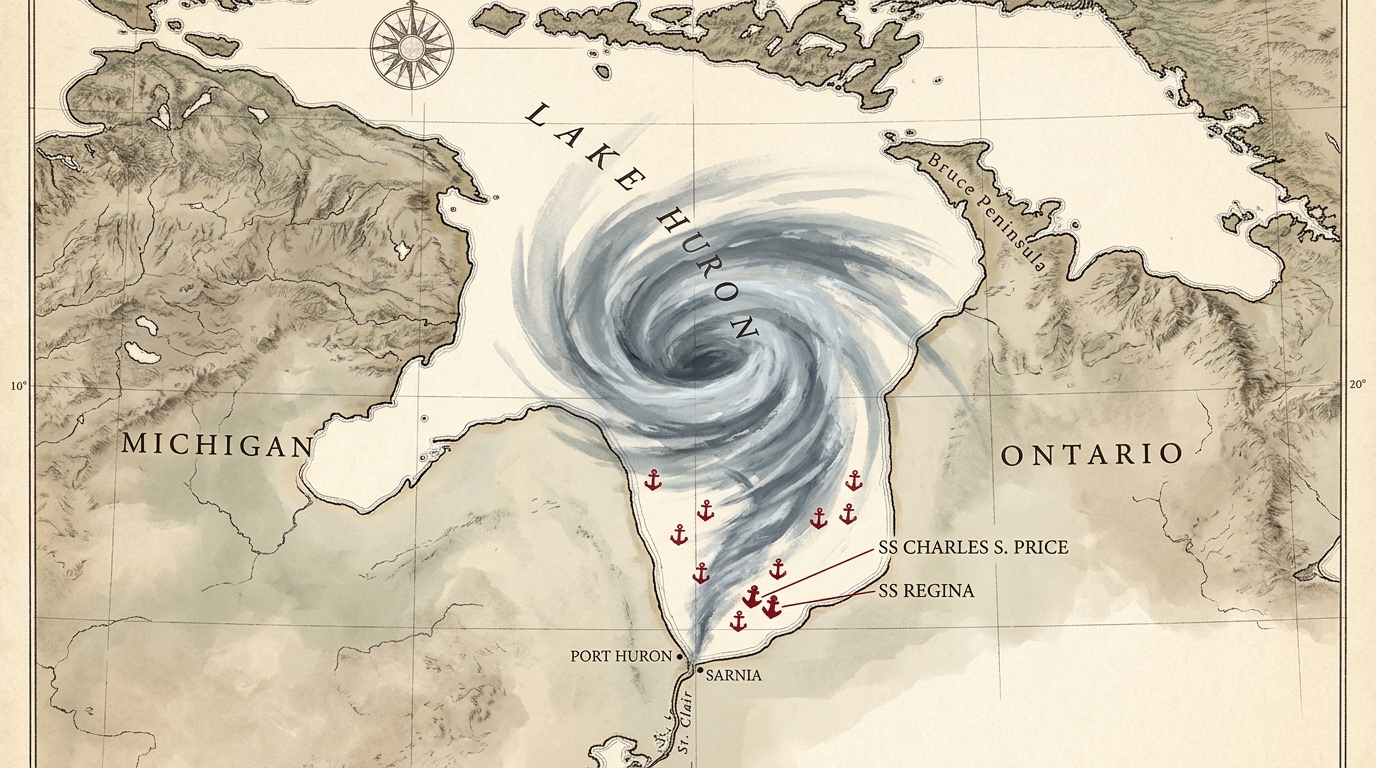 LAKE HURON
Bruce Peninsula
10°
20°
MICHIGAN
ONTARIO
SS CHARLES S. PRICE
SS REGINA
PORT HURON
SARNIA
St. Clair